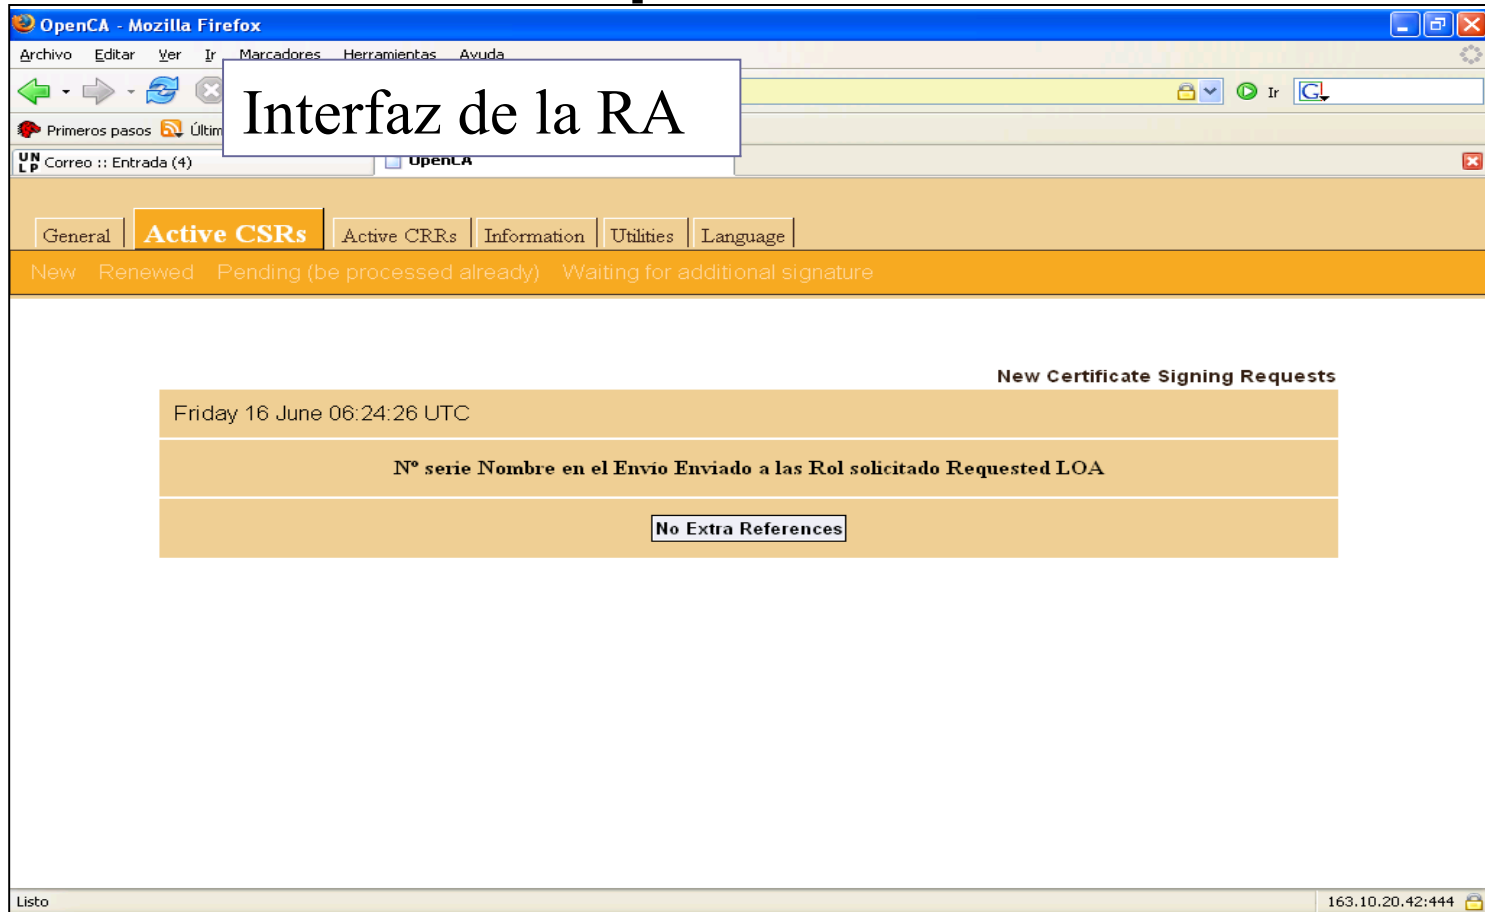 OpenCA - Mozilla Firefox
Archivo Editar Ver Ir Marcadores Herramientas Ayuda
Interfaz de la RA
Ir
G
Primeros pasos Últim
UNLP Correo :: Entrada (4) OpenCA
General Active CSRs Active CRRs Information Utilities Language
New Renewed Pending (be processed already) Waiting for additional signature
New Certificate Signing Requests
Friday 16 June 06:24:26 UTC
Nº serie Nombre en el Envío Enviado a las Rol solicitado Requested LOA
No Extra References
Listo 163.10.20.42:444